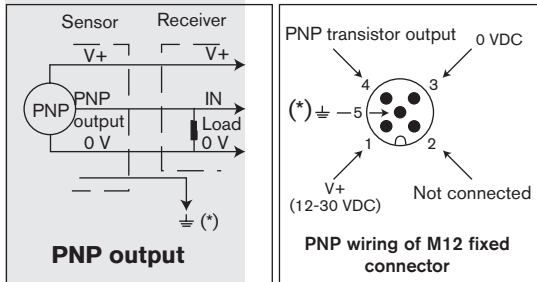 Sensor
Receiver
V+
V+
PNP
PNP
output
IN
Load
0 V
0 V
(*)
PNP output
PNP transistor output
0 VDC
4
3
(*)
5
1
2
V+
(12-30 VDC)
Not connected
PNP wiring of M12 fixed
connector